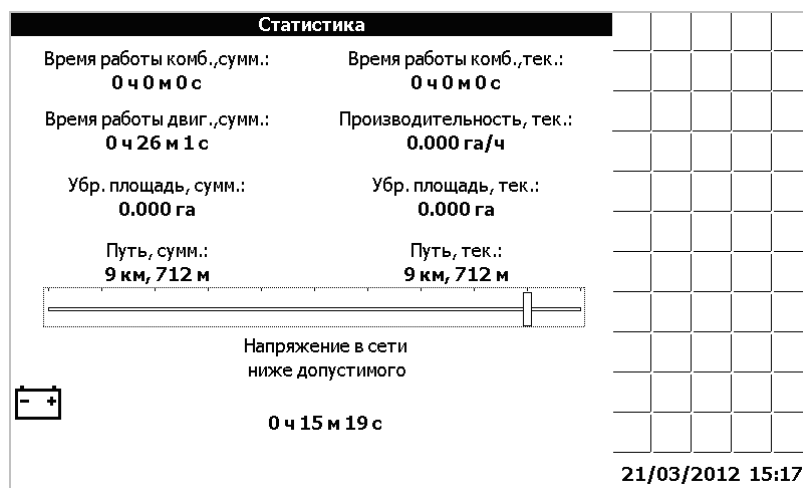 Статистика
Время работы комб.,сумм.:
0 ч 0 м 0 с
Время работы комб.,тек.:
0 ч 0 м 0 с
Время работы двиг.,сумм.:
0 ч 26 м 1 с
Производительность, тек.:
0.000 га/ч
Убр. площадь, сумм.:
0.000 га
Убр. площадь, тек.:
0.000 га
Путь, сумм.:
9 км, 712 м
Путь, тек.:
9 км, 712 м
Напряжение в сети
ниже допустимого
- +
0 ч 15 м 19 с
21/03/2012 15:17